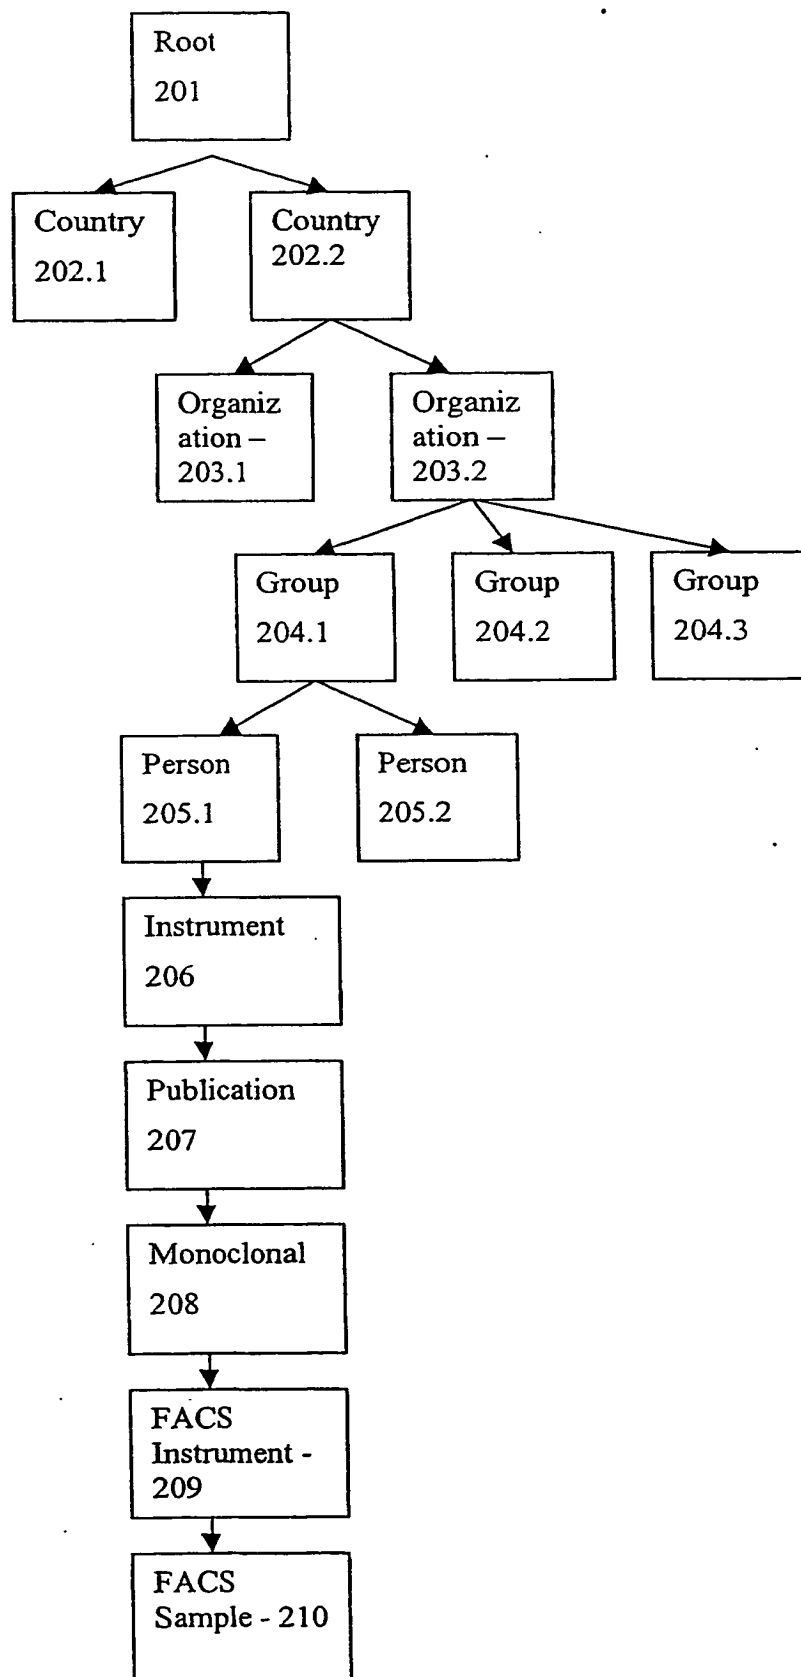 Root
201
Country
202.1
Country
202.2
Organiz
ation –
203.1
Organiz
ation –
203.2
Group
204.1
Group
204.2
Group
204.3
Person
205.1
Person
205.2
Instrument
206
Publication
207
Monoclonal
208
FACS
Instrument -
209
FACS
Sample - 210